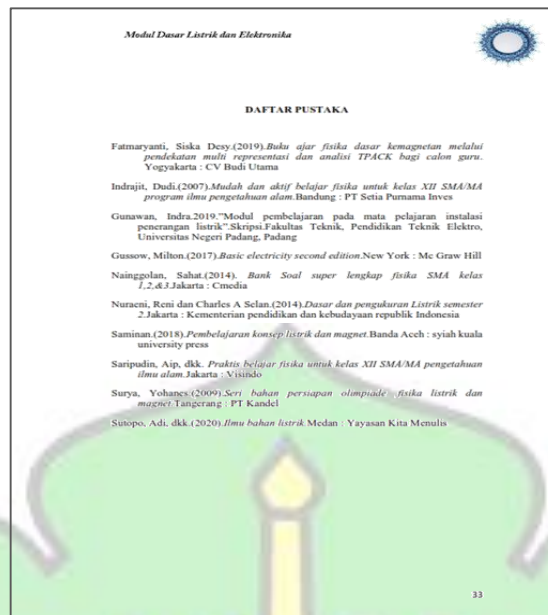 Modul Dasar Listrik dan Elektronika
DAFTAR PUSTAKA
Fatmaryanti, Siska Desy.(2019).Buku ajar fisika dasar kemagnetan melalui
pendekatan multi representasi dan analisi TPACK bagi calon guru.
Yogyakarta : CV Budi Utama
Indrajit, Dudi.(2007).Mudah dan aktif belajar fisika untuk kelas XII SMA/MA
program ilmu pengetahuan alam.Bandung : PT Setia Purnama Inves
Gunawan, Indra.2019."Modul pembelajaran pada mata pelajaran instalasi
penerangan listrik".Skripsi.Fakultas Teknik, Pendidikan Teknik Elektro,
Universitas Negeri Padang, Padang
Gussow, Milton.(2017).Basic electricity second edition.New York : Mc Graw Hill
Nainggolan, Sahat.(2014). Bank Soal super lengkap fisika SMA kelas
1,2,&3.Jakarta : Cmedia
Nuraeni, Reni dan Charles A Selan.(2014).Dasar dan pengukuran Listrik semester
2.Jakarta : Kementerian pendidikan dan kebudayaan republik Indonesia
Saminan.(2018).Pembelajaran konsep listrik dan magnet.Banda Aceh : syiah kuala
university press
Saripudin, Aip, dkk. Praktis belajar fisika untuk kelas XII SMA/MA pengetahuan
ilmu alam.Jakarta : Visindo
Surya, Yohanes.(2009).Seri bahan persiapan olimpiade fisika listrik dan
magnet.Tangerang : PT Kandel
Sutopo, Adi, dkk.(2020).Ilmu bahan listrik.Medan : Yayasan Kita Menulis
33